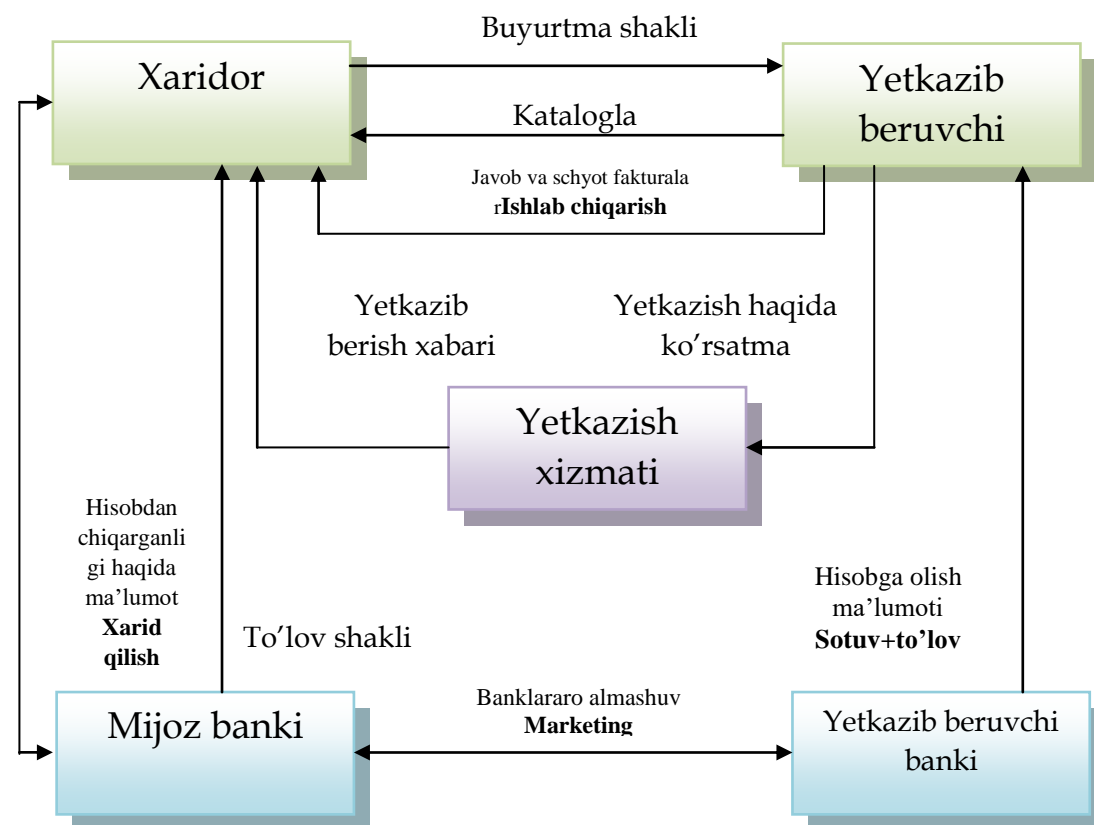 Buyurtma shakli
Xaridor
Yetkazib
beruvchi
Katalogla
Javob va schyot fakturala
rIshlab chiqarish
Yetkazib
berish xabari
Yetkazish haqida
ko’rsatma
Yetkazish
xizmati
Hisobdan
chiqarganli
gi haqida
ma’lumot
Xarid
qilish
To’lov shakli
Hisobga olish
ma’lumoti
Sotuv+to’lov
Mijoz banki
Banklararo almashuv
Marketing
Yetkazib beruvchi
banki